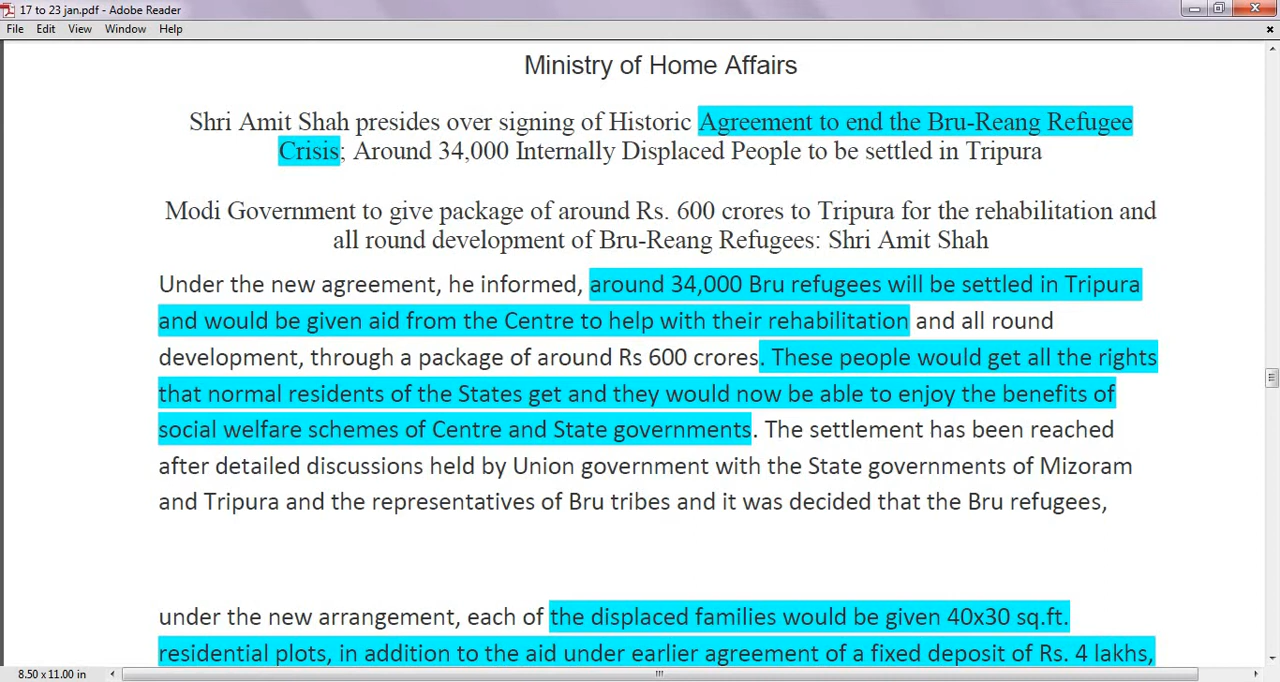 17 to 23 jan.pdf - Adobe Reader
File Edit View Window Help
Ministry of Home Affairs
Shri Amit Shah presides over signing of Historic Agreement to end the Bru-Reang Refugee
Crisis; Around 34,000 Internally Displaced People to be settled in Tripura
Modi Government to give package of around Rs. 600 crores to Tripura for the rehabilitation and
all round development of Bru-Reang Refugees: Shri Amit Shah
Under the new agreement, he informed, around 34,000 Bru refugees will be settled in Tripura
and would be given aid from the Centre to help with their rehabilitation and all round
development, through a package of around Rs 600 crores. These people would get all the rights
that normal residents of the States get and they would now be able to enjoy the benefits of
social welfare schemes of Centre and State governments. The settlement has been reached
after detailed discussions held by Union government with the State governments of Mizoram
and Tripura and the representatives of Bru tribes and it was decided that the Bru refugees,
under the new arrangement, each of the displaced families would be given 40x30 sq.ft.
residential plots, in addition to the aid under earlier agreement of a fixed deposit of Rs. 4 lakhs,
8.50 x 11.00 in